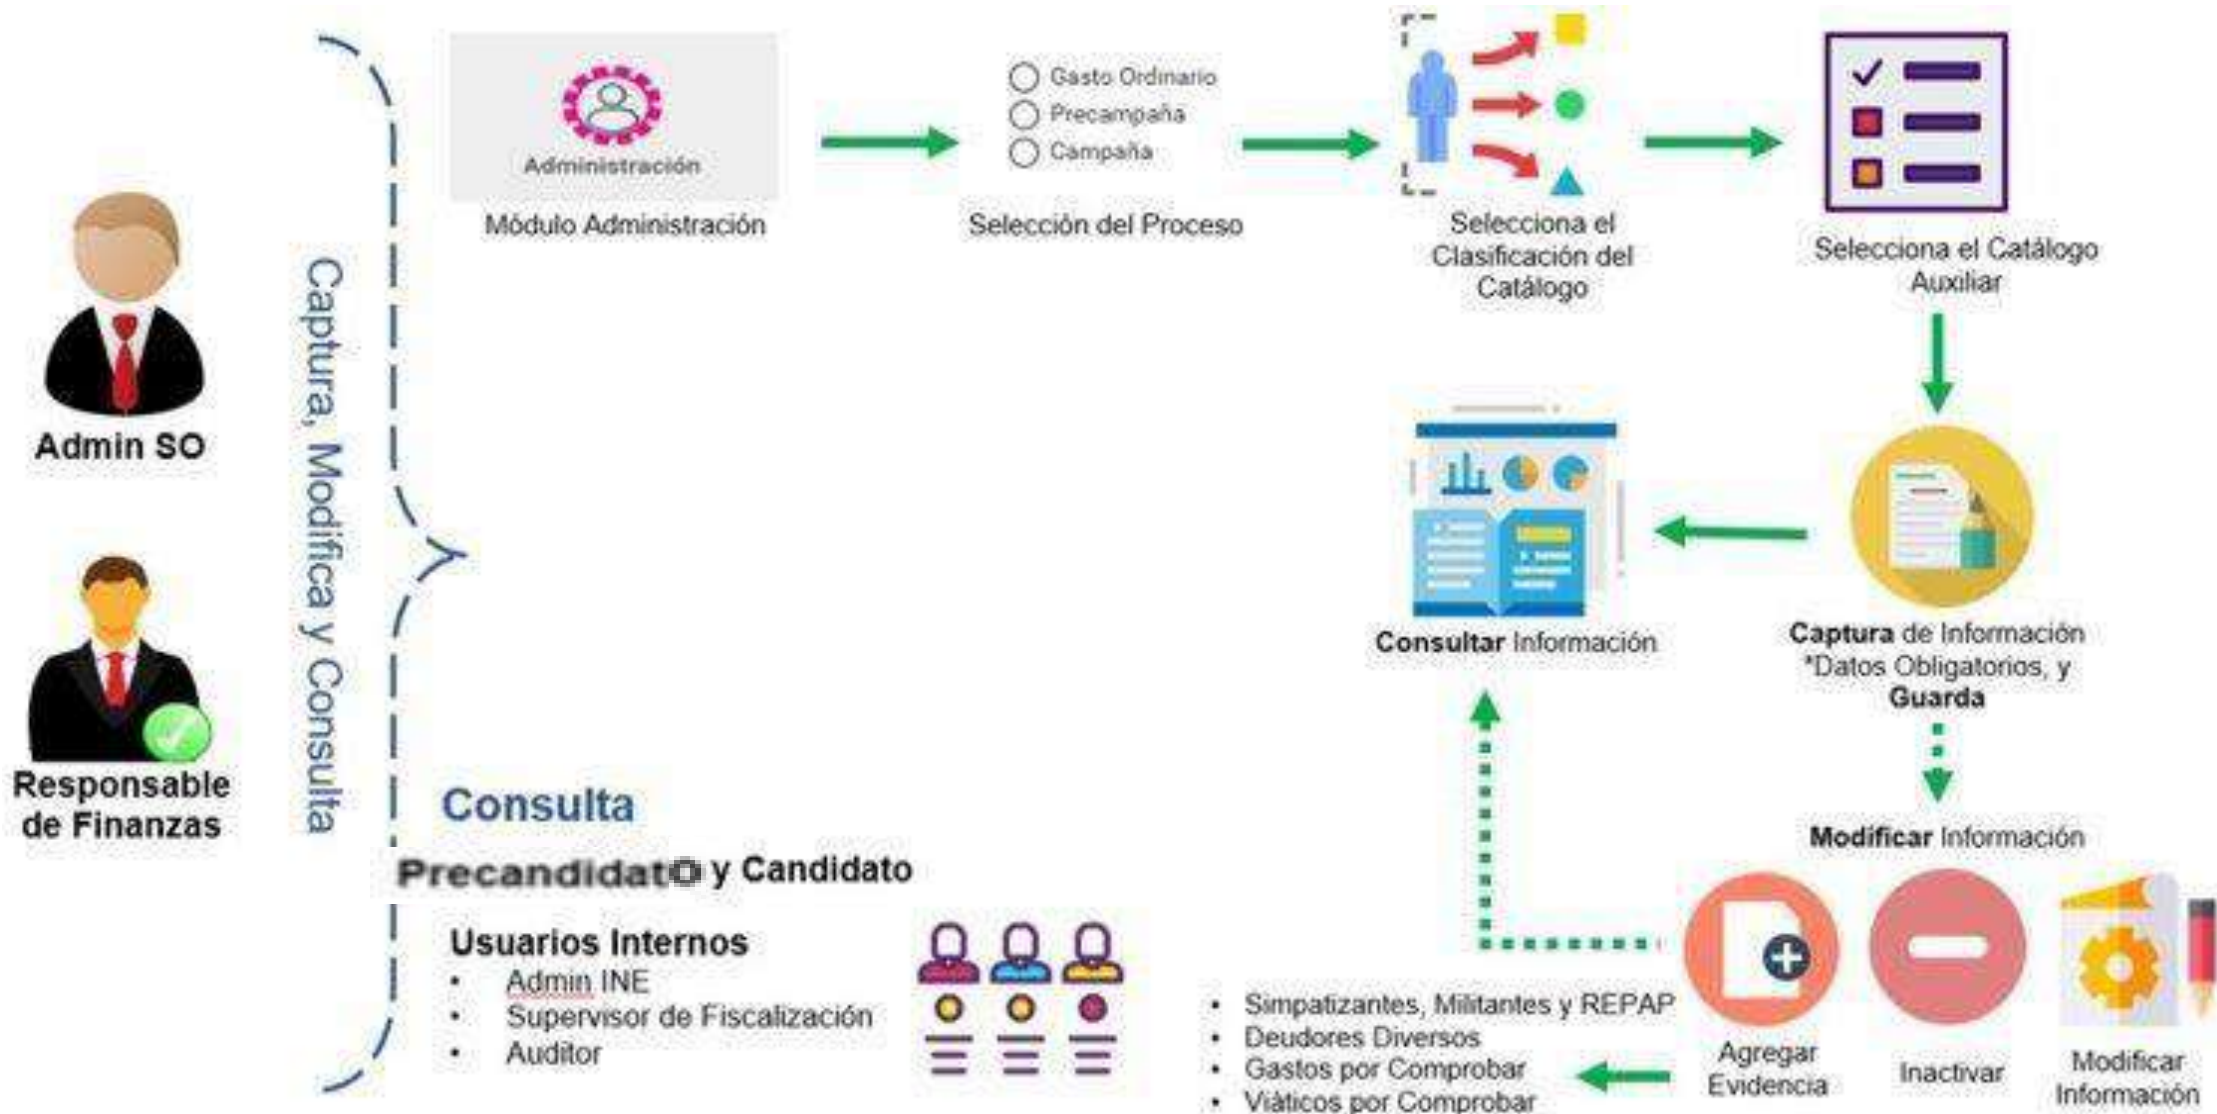 Admin SO
Responsable
de Finanzas
Captura, Modifica y Consulta
Administración
Módulo Administración
Gasto Ordinario
Precampaña
Campaña
Selección del Proceso
Selecciona el
Clasificación del
Catálogo
Selecciona el Catálogo
Auxiliar
Captura de Información
*Datos Obligatorios, y
Guarda
Consultar Información
Modificar Información
Agregar
Evidencia
Inactivar
Modificar
Información
• Simpatizantes, Militantes y REPAP
• Deudores Diversos
• Gastos por Comprobar
• Viáticos por Comprobar
Consulta
Precandidato y Candidato
Usuarios Internos
• Admin INE
• Supervisor de Fiscalización
• Auditor